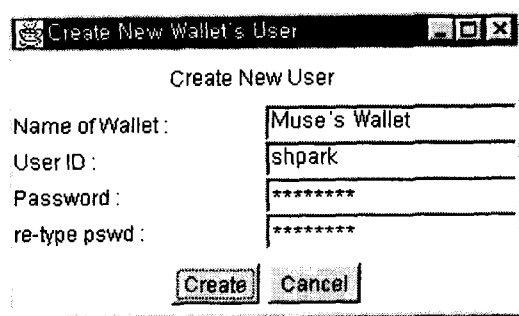 Create New Wallet's User
Create New User
Name of Wallet : Muse's Wallet
User ID : shpark
Password : ********
re-type pswd : ********
Create Cancel